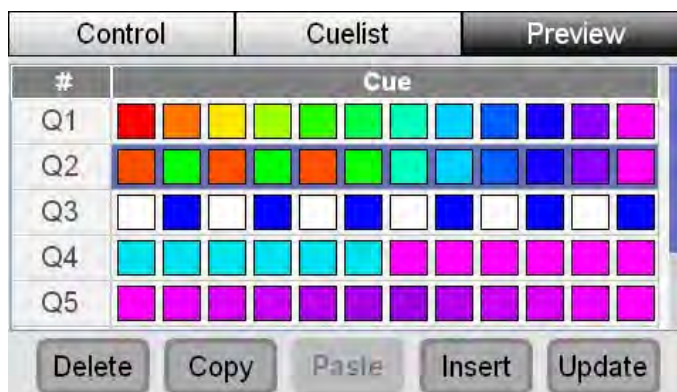 Control Cuelist Preview
# Cue
Q1
Q2
Q3
Q4
Q5
Delete Copy Paste Insert Update